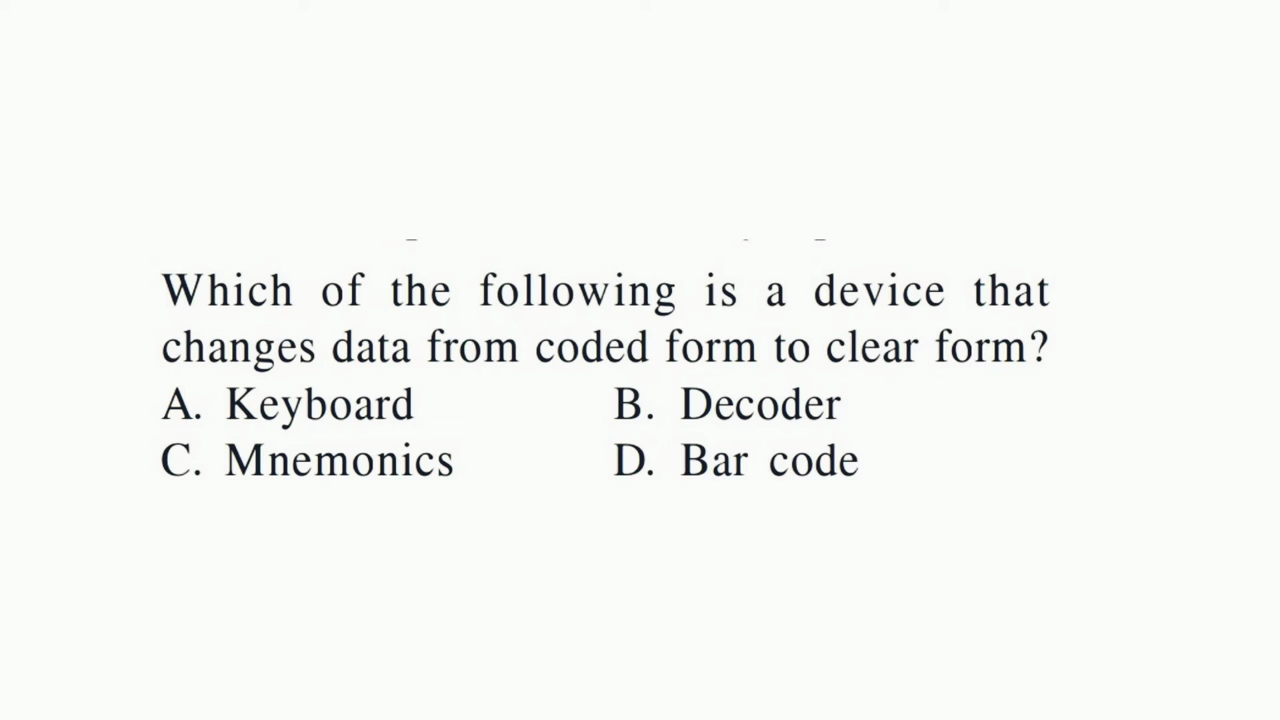 Which of the following is a device that
changes data from coded form to clear form?
A. Keyboard B. Decoder
C. Mnemonics D. Bar code